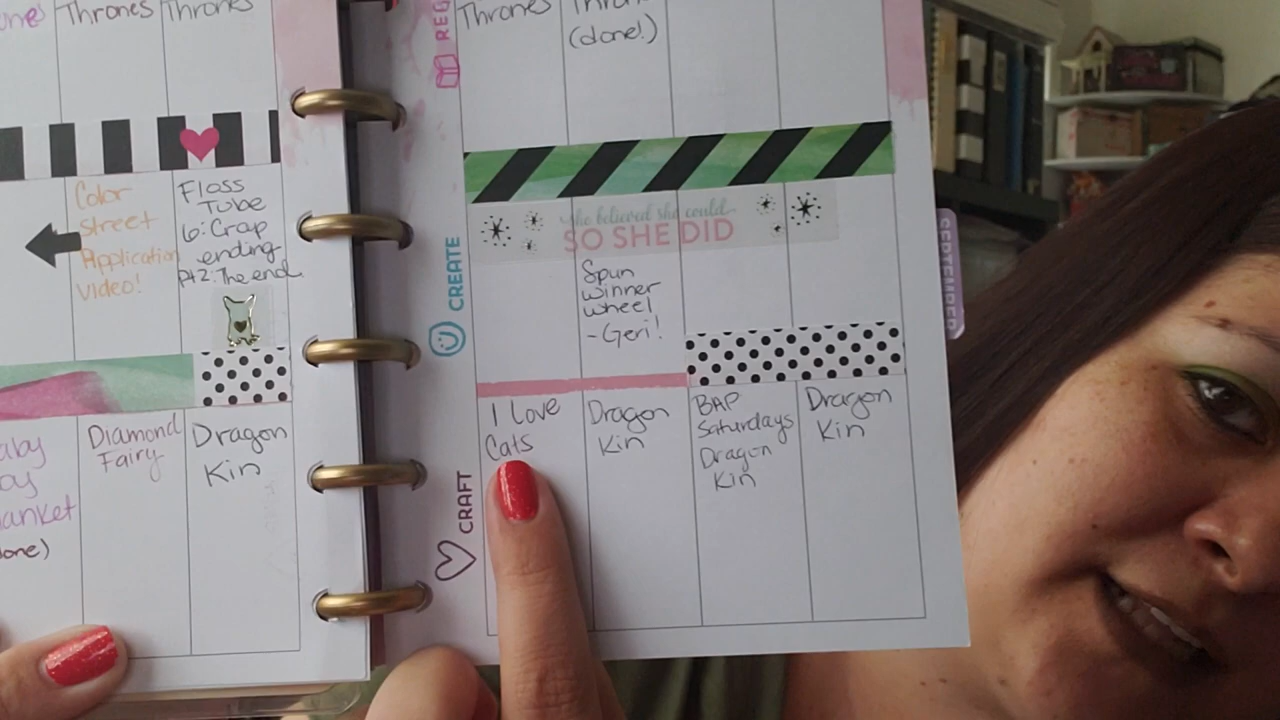 Thrones
Thrones
Color
Street
Application
Video!
Floss
Tube
6: Crap
ending
pt 2: The end.
Diamond
Fairy
Dragon
Kin
(done!)
Thrones
REG
CREATE
CRAFT
she believed she could
SO SHE DID
Spun
winner
wheel
-Geri!
I Love
Cats
Dragon
Kin
BAP
Saturdays
Dragon
Kin
Dragon
Kin
SEPTEMBER